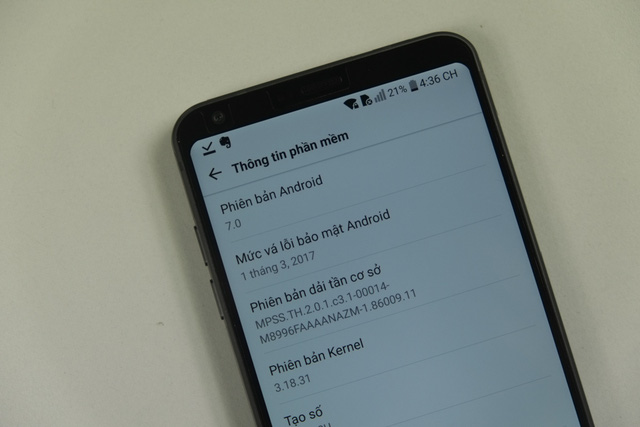 21% 4:36 CH
Thông tin phần mềm
Phiên bản Android
7.0
Mức vá lỗi bảo mật Android
1 tháng 3, 2017
Phiên bản dải tần cơ sở
MPSS.TH.2.0.1.c3.1-00014-
M8996FAAAANAZM-1.86009.11
Phiên bản Kernel
3.18.31
Tạo số